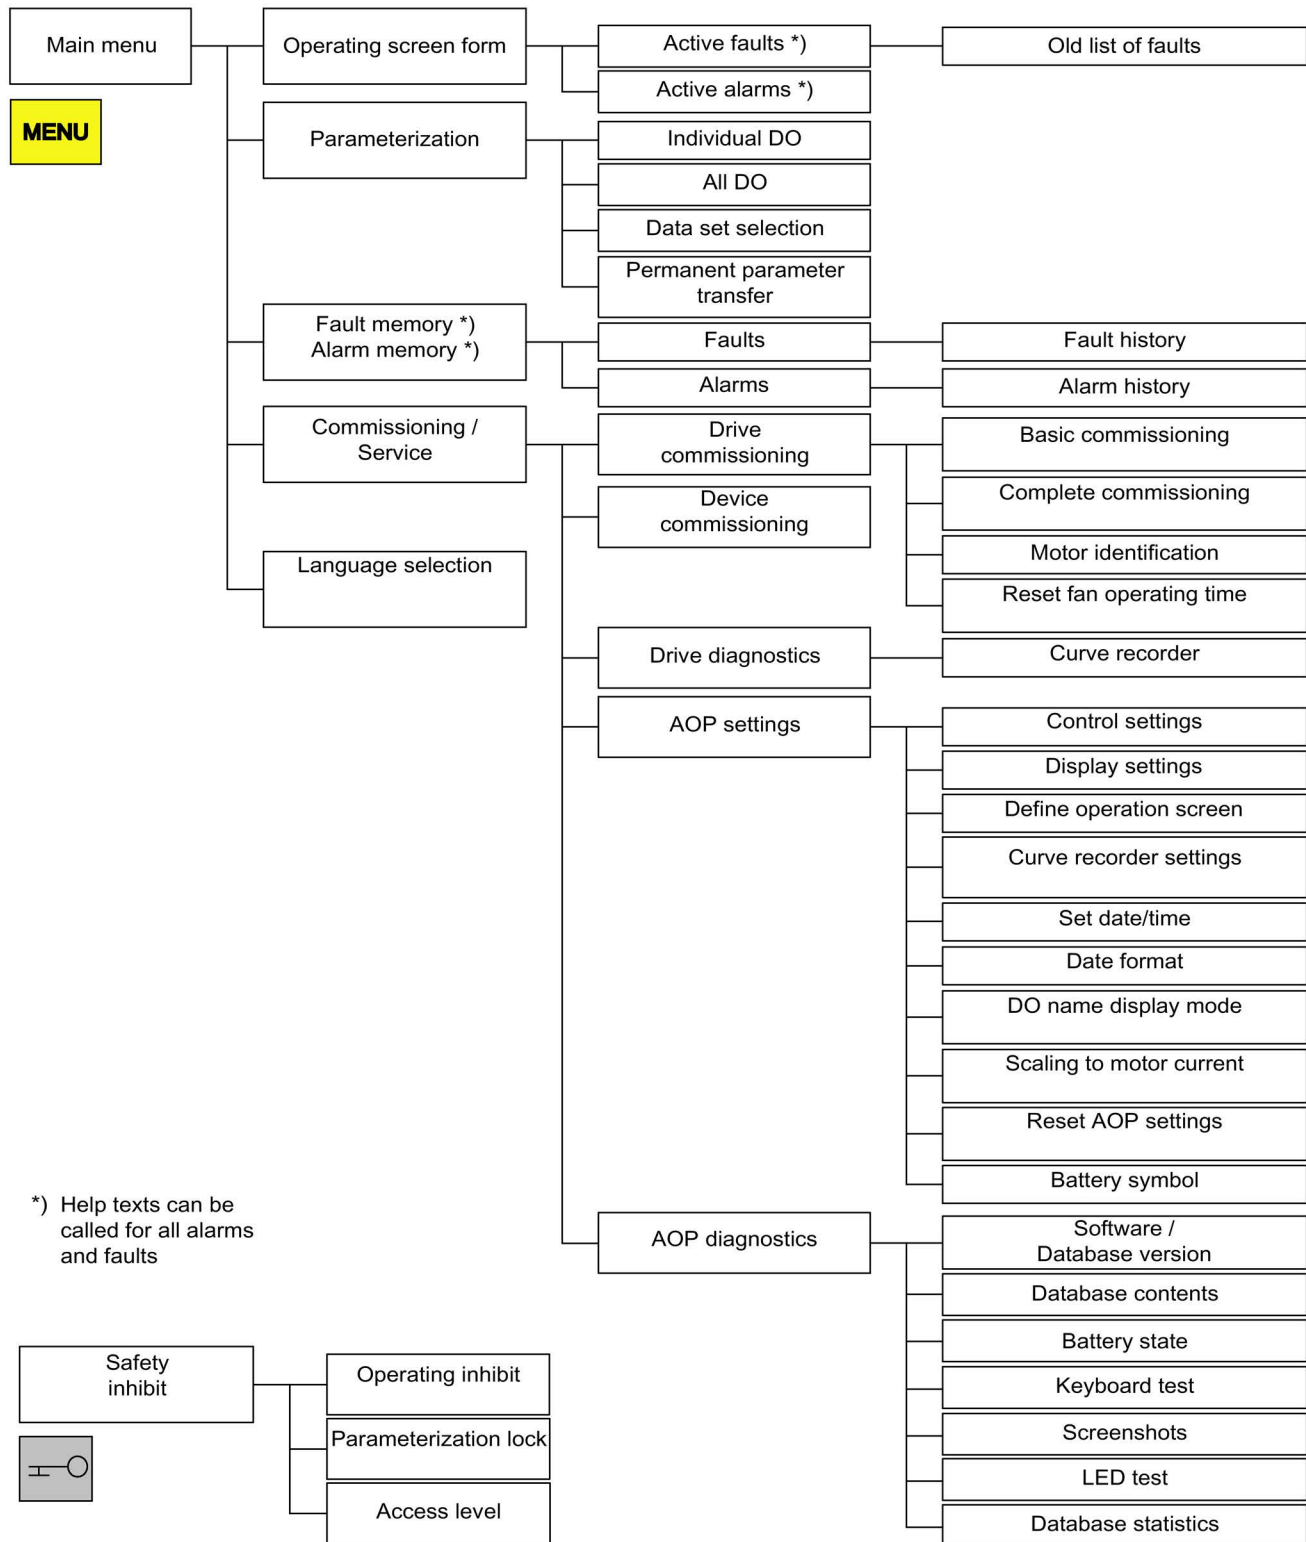 Main menu
MENU
Operating screen form
Active faults *)
Old list of faults
Active alarms *)
Parameterization
Individual DO
All DO
Data set selection
Permanent parameter
transfer
Fault memory *)
Alarm memory *)
Faults
Fault history
Alarms
Alarm history
Commissioning /
Service
Drive
commissioning
Basic commissioning
Complete commissioning
Motor identification
Reset fan operating time
Device
commissioning
Language selection
Drive diagnostics
Curve recorder
AOP settings
Control settings
Display settings
Define operation screen
Curve recorder settings
Set date/time
Date format
DO name display mode
Scaling to motor current
Reset AOP settings
Battery symbol
AOP diagnostics
Software /
Database version
Database contents
Battery state
Keyboard test
Screenshots
LED test
Database statistics
*) Help texts can be
called for all alarms
and faults
Safety
inhibit
Operating inhibit
Parameterization lock
Access level